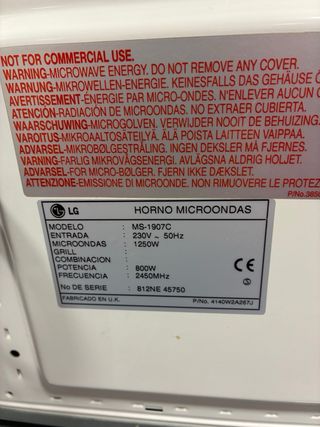 NOT FOR COMMERCIAL USE.
WARNING-MICROWAVE ENERGY. DO NOT REMOVE ANY COVER.
WARNUNG-MIKROWELLEN-ENERGIE. KEINESFALLS DAS GEHÄUSE Ö
AVERTISSEMENT-ÉNERGIE PAR MICRO-ONDES. N'ENLEVER AUCUN C
ATENCIÓN-RADIACION DE MICROONDAS. NO EXTRAER CUBIERTA.
WAARSCHUWING-MICROGOLVEN. VERWIJDER NOOIT DE BEHUIZING.
VAROITUS-MIKROAALTOSÄTEILYÄ. ÄLÄ POISTA LAITTEEN VAIPPAA.
ADVARSEL-MIKROBØLGESTRÅLING. INGEN DEKSLER MÅ FJERNES.
VARNING-FARLIG MIKROVÅGSENERGI. AVLÄGSNA ALDRIG HOLJET.
ADVARSEL-FOR MICRO-BØLGER. FJERN IKKE DÆKSLET.
ATTENZIONE-EMISSIONE DI MICROONDE. NON RIMUOVERE LE PROTEZ
P/No.3850
LG HORNO MICROONDAS
MODELO : MS-1907C
ENTRADA : 230V ~ 50Hz
MICROONDAS : 1250W
GRILL :
COMBINACION :
POTENCIA : 800W
FRECUENCIA : 2450MHz
CE
No DE SERIE : 812NE 45750
FABRICADO EN U.K.
P/No. 4140W2A267J